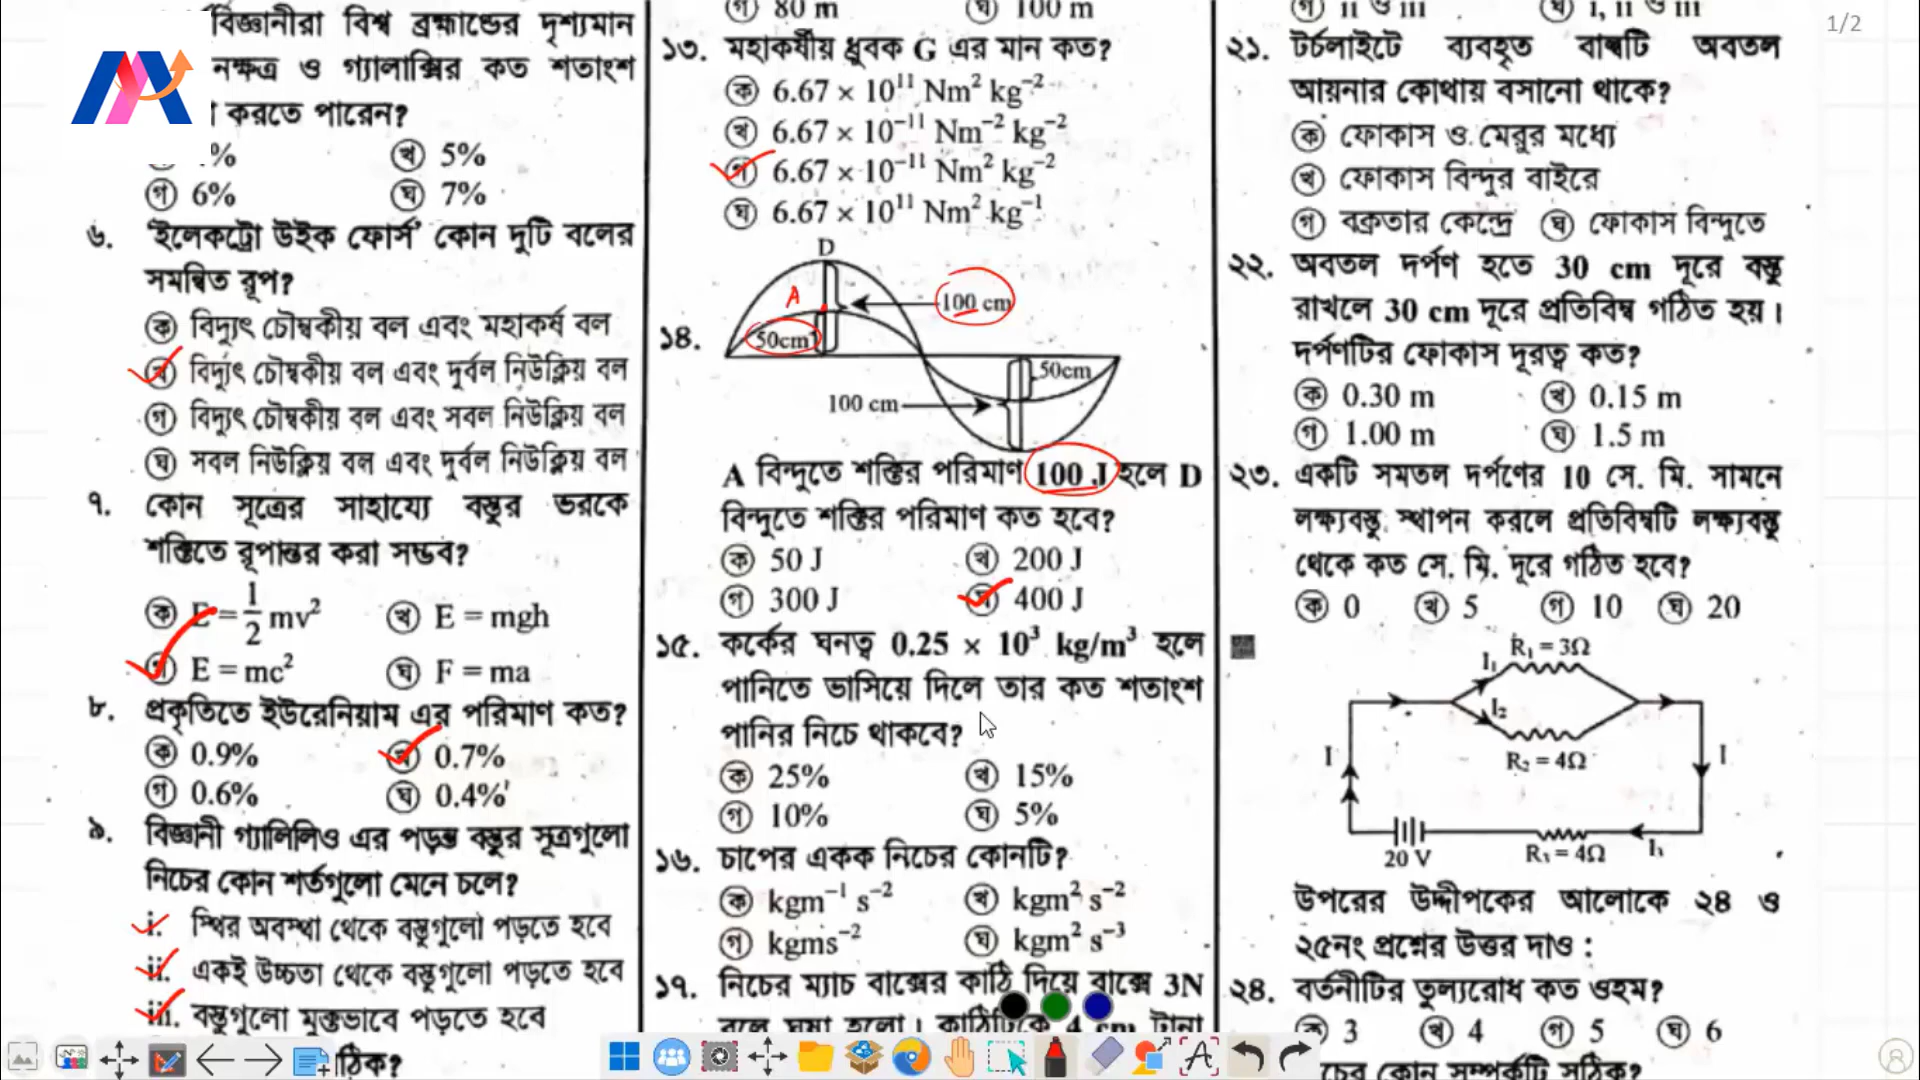 বিজ্ঞানীরা বিশ্ব ব্রহ্মাণ্ডের দৃশ্যমান
নক্ষত্র ও গ্যালাক্সির কত শতাংশ
করতে পারেন?
% (খ) 5%
(গ) 6% (ঘ) 7%
৬. 'ইলেকট্রো উইক ফোর্স' কোন দুটি বলের
সমন্বিত রূপ?
(ক) বিদ্যুৎ চৌম্বকীয় বল এবং মহাকর্ষ বল
(খ) বিদ্যুৎ চৌম্বকীয় বল এবং দুর্বল নিউক্লিয় বল
(গ) বিদ্যুৎ চৌম্বকীয় বল এবং সবল নিউক্লিয় বল
(ঘ) সবল নিউক্লিয় বল এবং দুর্বল নিউক্লিয় বল
৭. কোন সূত্রের সাহায্যে বস্তুর ভরকে
শক্তিতে রূপান্তর করা সম্ভব?
(ক) E = 1/2 mv² (খ) E = mgh
(গ) E = mc² (ঘ) F = ma
৮. প্রকৃতিতে ইউরেনিয়াম এর পরিমাণ কত?
(ক) 0.9% (খ) 0.7%
(গ) 0.6% (ঘ) 0.4%
৯. বিজ্ঞানী গ্যালিলিও এর পড়ন্ত বস্তুর সূত্রগুলো
নিচের কোন শর্তগুলো মেনে চলে?
i. স্থির অবস্থা থেকে বস্তুগুলো পড়তে হবে
ii. একই উচ্চতা থেকে বস্তুগুলো পড়তে হবে
iii. বস্তুগুলো মুক্তভাবে পড়তে হবে
ঠিক?
(গ) 80 m (ঘ) 100 m
১৩. মহাকর্ষীয় ধ্রুবক G এর মান কত?
(ক) 6.67 × 10¹¹ Nm² kg⁻²
(খ) 6.67 × 10⁻¹¹ Nm⁻² kg⁻²
(গ) 6.67 × 10⁻¹¹ Nm² kg⁻²
(ঘ) 6.67 × 10¹¹ Nm² kg⁻¹
D
A
100 cm
১৪. 50cm
50cm
100 cm
A বিন্দুতে শক্তির পরিমাণ 100 J হলে D
বিন্দুতে শক্তির পরিমাণ কত হবে?
(ক) 50 J (খ) 200 J
(গ) 300 J (ঘ) 400 J
১৫. কর্কের ঘনত্ব 0.25 × 10³ kg/m³ হলে
পানিতে ভাসিয়ে দিলে তার কত শতাংশ
পানির নিচে থাকবে?
(ক) 25% (খ) 15%
(গ) 10% (ঘ) 5%
১৬. চাপের একক নিচের কোনটি?
(ক) kgm⁻¹ s⁻² (খ) kgm² s⁻²
(গ) kgms⁻² (ঘ) kgm² s⁻³
১৭. নিচের ম্যাচ বাক্সের কাঠি দিয়ে বাক্সে 3N
বলে ঘষা হলো। কাঠিটিকে 4 cm টানা
(গ) ii ও iii (ঘ) i, ii ও iii
1/2
২১. টর্চলাইটে ব্যবহৃত বাল্বটি অবতল
আয়নার কোথায় বসানো থাকে?
(ক) ফোকাস ও মেরুর মধ্যে
(খ) ফোকাস বিন্দুর বাইরে
(গ) বক্রতার কেন্দ্রে (ঘ) ফোকাস বিন্দুতে
২২. অবতল দর্পণ হতে 30 cm দূরে বস্তু
রাখলে 30 cm দূরে প্রতিবিম্ব গঠিত হয়।
দর্পণটির ফোকাস দূরত্ব কত?
(ক) 0.30 m (খ) 0.15 m
(গ) 1.00 m (ঘ) 1.5 m
২৩. একটি সমতল দর্পণের 10 সে. মি. সামনে
লক্ষ্যবস্তু স্থাপন করলে প্রতিবিম্বটি লক্ষ্যবস্তু
থেকে কত সে. মি. দূরে গঠিত হবে?
(ক) 0 (খ) 5 (গ) 10 (ঘ) 20
R₁ = 3Ω
I₁
I₂
R₂ = 4Ω
I I
20 V R₃ = 4Ω I₃
উপরের উদ্দীপকের আলোকে ২৪ ও
২৫নং প্রশ্নের উত্তর দাও :
২৪. বর্তনীটির তুল্যরোধ কত ওহম?
(ক) 3 (খ) 4 (গ) 5 (ঘ) 6
চের কোন সম্পর্কটি সঠিক?